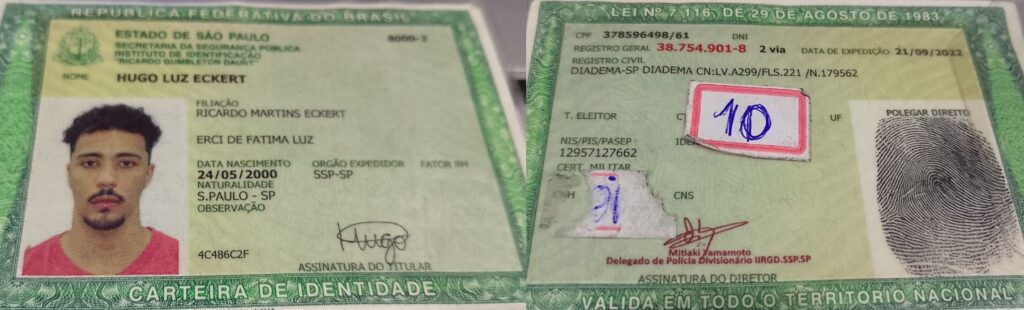 REPÚBLICA FEDERATIVA DO BRASIL
ESTADO DE SÃO PAULO
8000-2
SECRETARIA DA SEGURANÇA PÚBLICA
INSTITUTO DE IDENTIFICAÇÃO
"RICARDO GUMBLETON DAUNT"
NOME HUGO LUZ ECKERT
FILIAÇÃO
RICARDO MARTINS ECKERT
ERCI DE FATIMA LUZ
DATA NASCIMENTO ORGÃO EXPEDIDOR FATOR RH
24/05/2000 SSP-SP
NATURALIDADE
S.PAULO - SP
OBSERVAÇÃO
4C486C2F
Hugo
ASSINATURA DO TITULAR
CARTEIRA DE IDENTIDADE
LEI Nº 7.116, DE 29 DE AGOSTO DE 1983
CPF 378596498/61 DNI
REGISTRO GERAL 38.754.901-8 2 via DATA DE EXPEDIÇÃO 21/09/2022
REGISTRO CIVIL
DIADEMA-SP DIADEMA CN:LV.A299/FLS.221 /N.179562
T. ELEITOR UF POLEGAR DIREITO
10
NIS/PIS/PASEP
12957127662
CERT. MILITAR
CNH CNS
Mitiaki Yamamoto
Delegado de Polícia Divisionário IIRGD.SSP.SP
ASSINATURA DO DIRETOR
VÁLIDA EM TODO O TERRITÓRIO NACIONAL